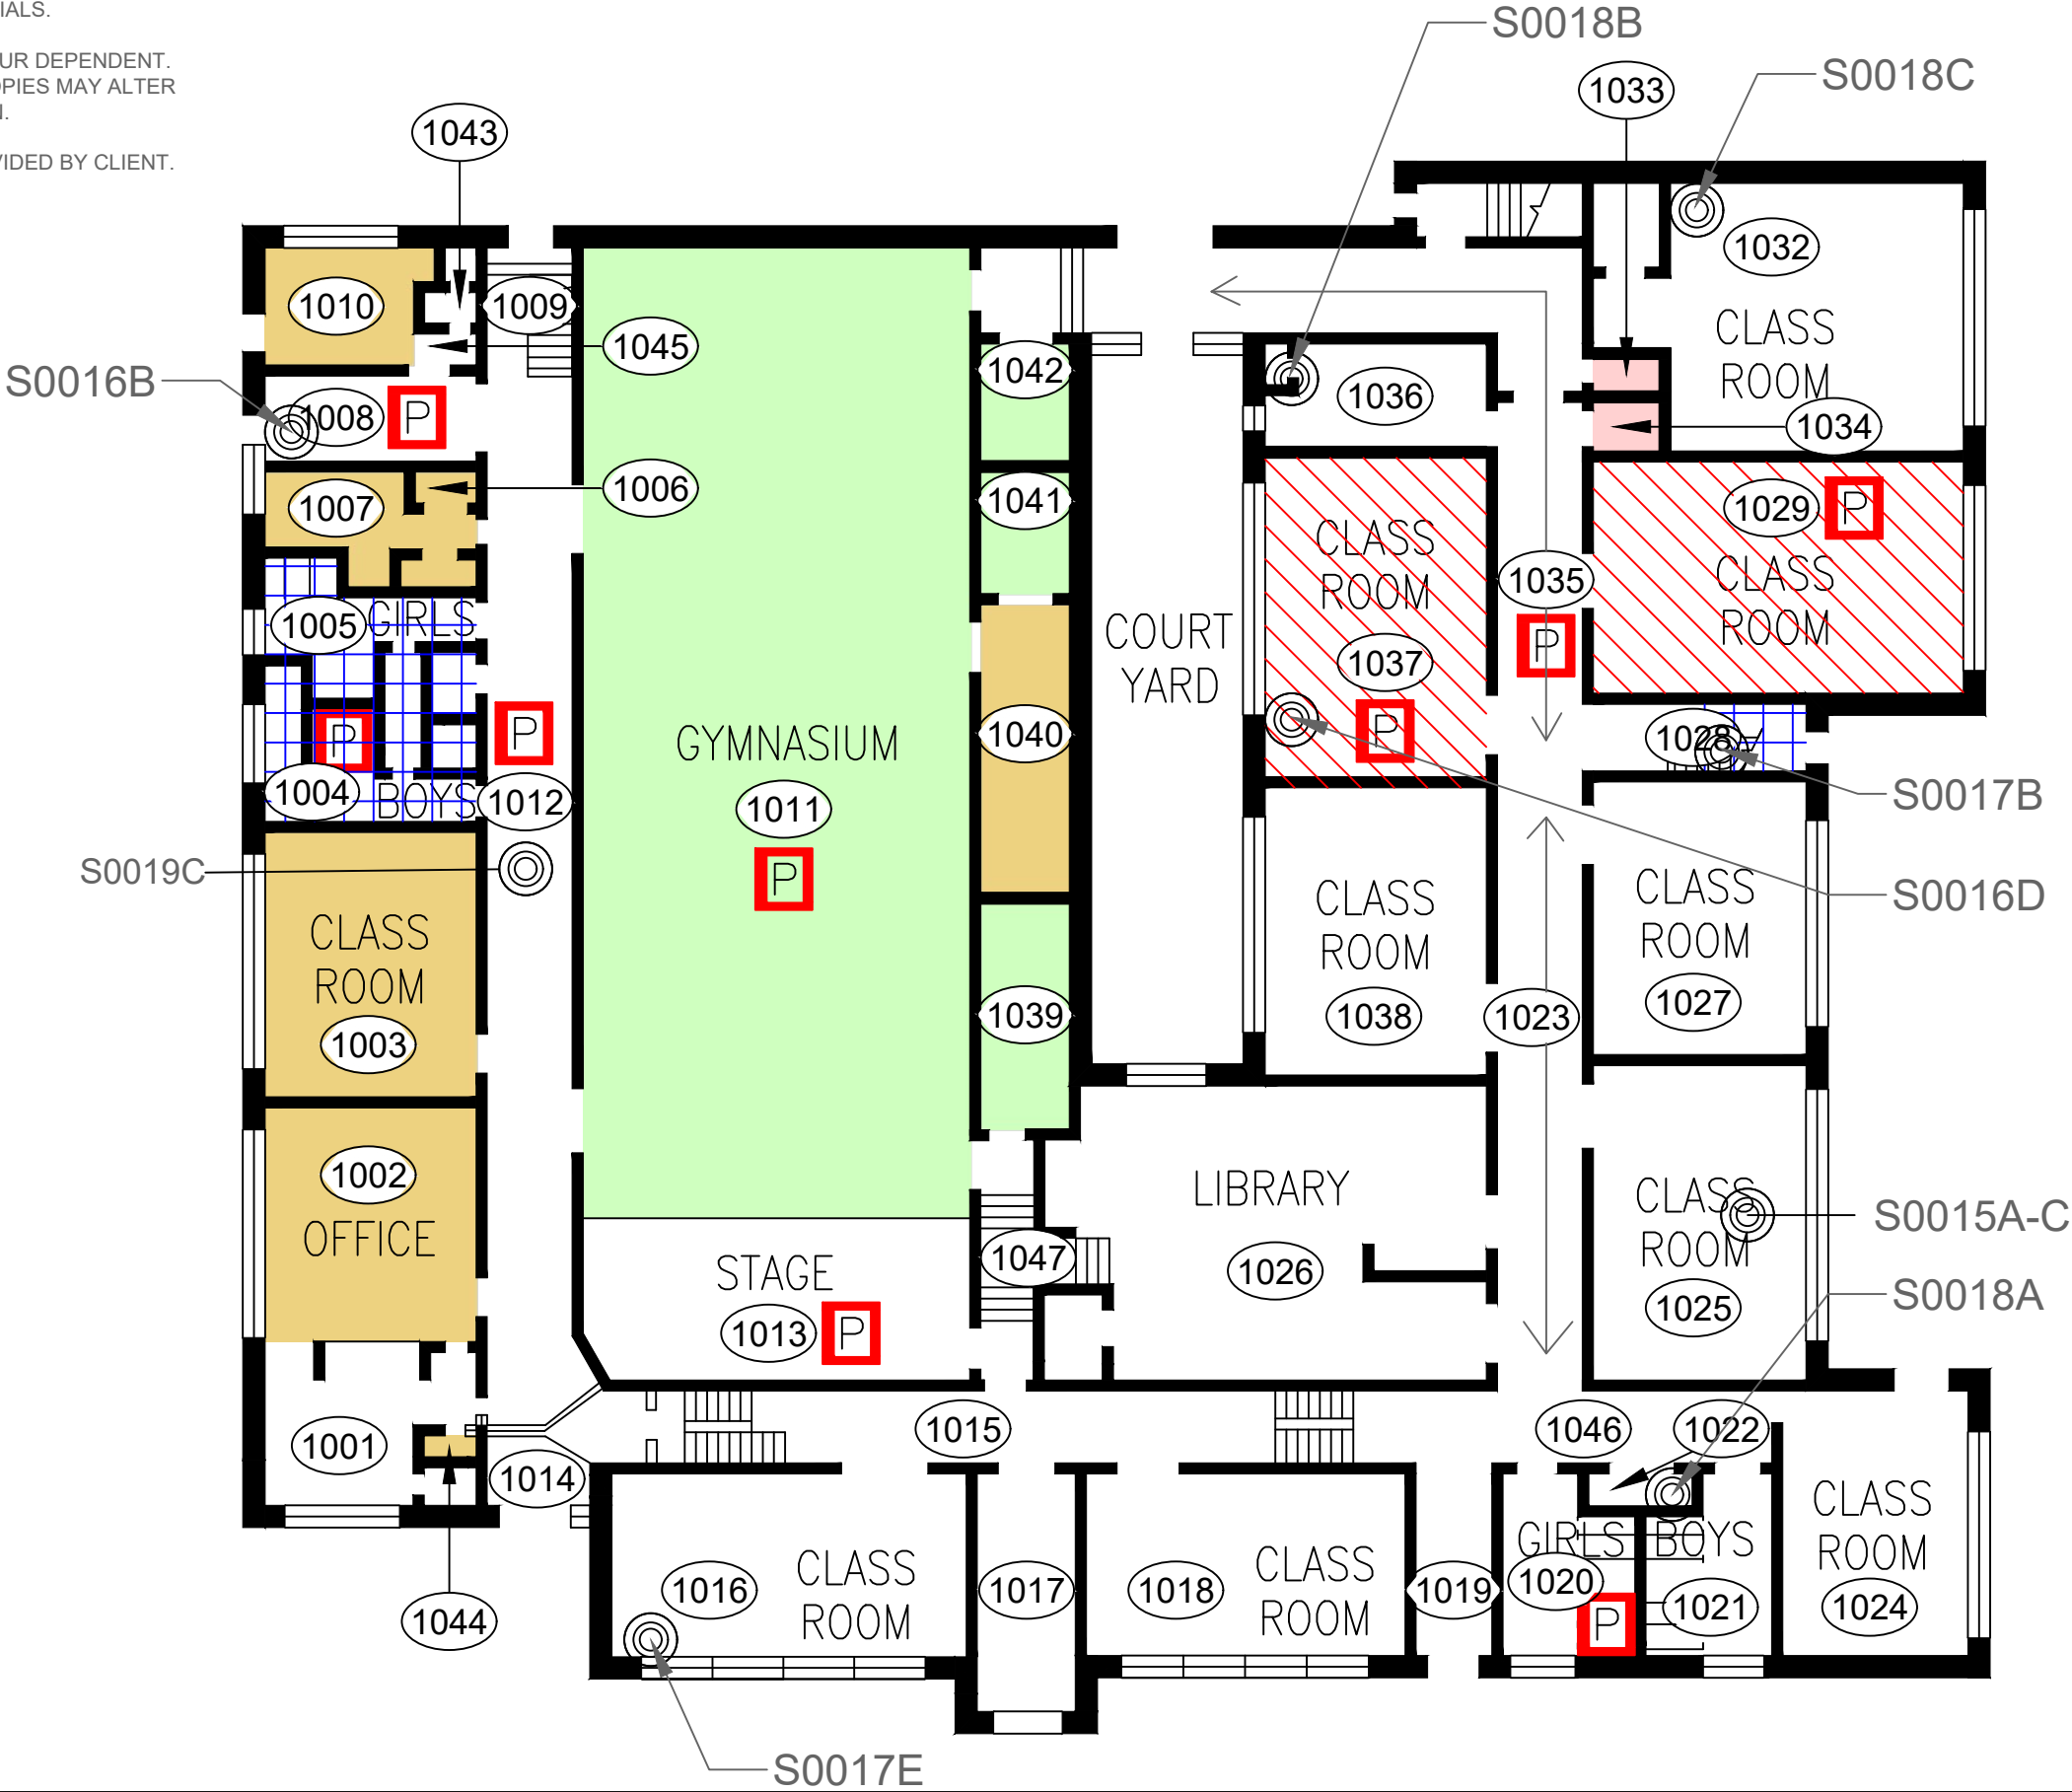 IALS.
UR DEPENDENT.
OPIES MAY ALTER
N.
VIDED BY CLIENT.
S0018B
S0018C
1033
1043
1032
CLASS
ROOM
1010
1009
1045
1042
1036
1034
S0016B
1008
P
1007
1006
1041
CLASS
ROOM
1037
P
1029
P
CLASS
ROOM
1035
P
1005
GIRLS
COURT
YARD
P
1004
BOYS
P
1012
GYMNASIUM
1011
P
1040
1028
S0017B
S0019C
CLASS
ROOM
1003
CLASS
ROOM
1038
CLASS
ROOM
1027
S0016D
1039
1023
1002
OFFICE
LIBRARY
1026
CLASS
ROOM
1025
S0015A-C
STAGE
1013
P
1047
S0018A
1001
1014
1015
1046
1022
1044
1016
CLASS
ROOM
1017
1018
CLASS
ROOM
1019
GIRLS
1020
P
BOYS
1021
CLASS
ROOM
1024
S0017E